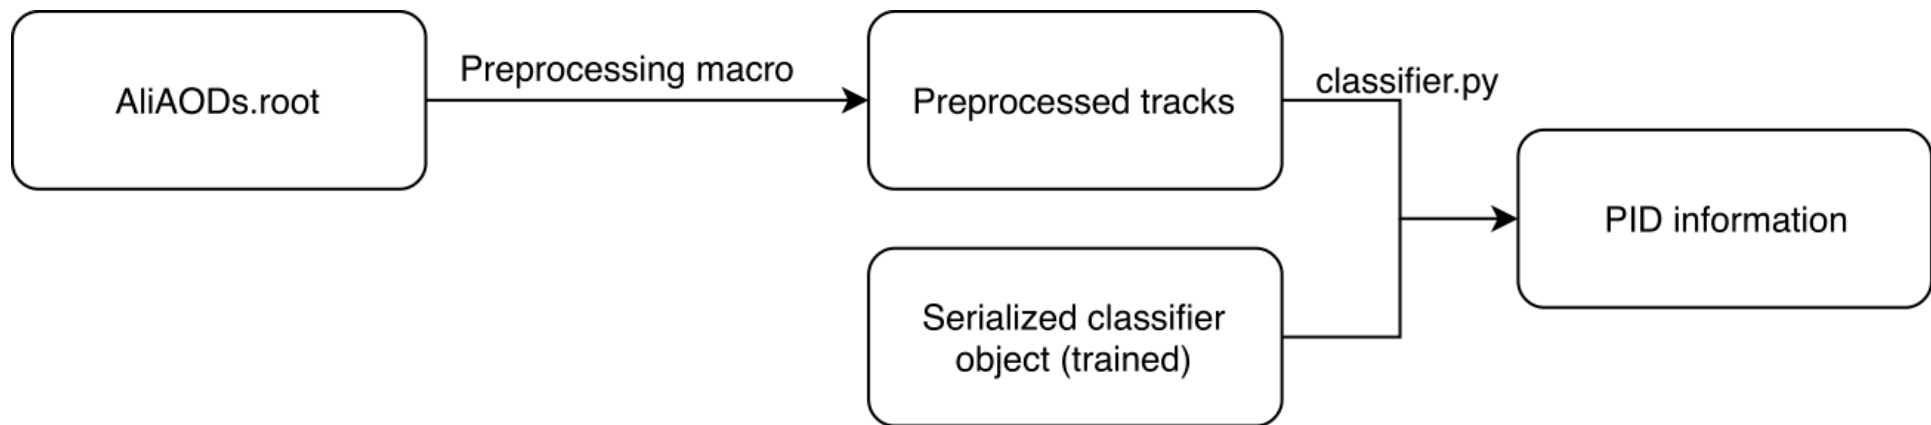 AliAODs.root
Preprocessing macro
Preprocessed tracks
classifier.py
PID information
Serialized classifier
object (trained)